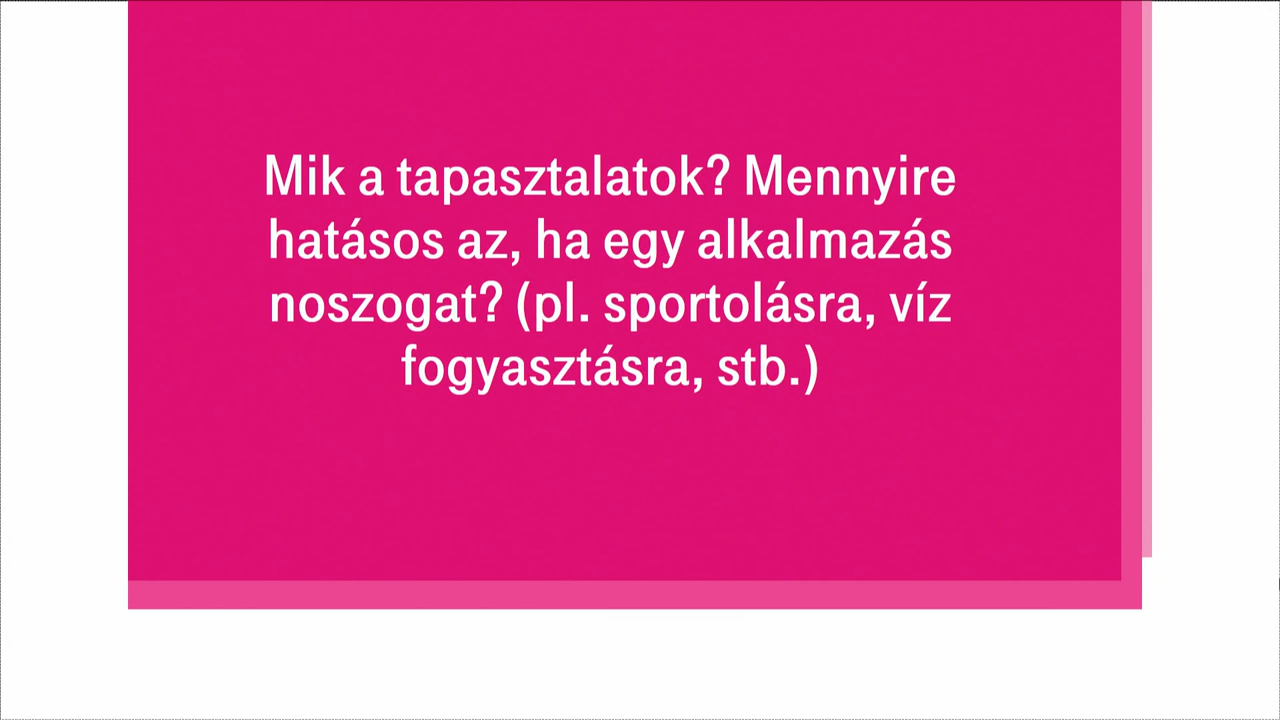 Mik a tapasztalatok? Mennyire
hatásos az, ha egy alkalmazás
noszogat? (pl. sportolásra, víz
fogyasztásra, stb.)